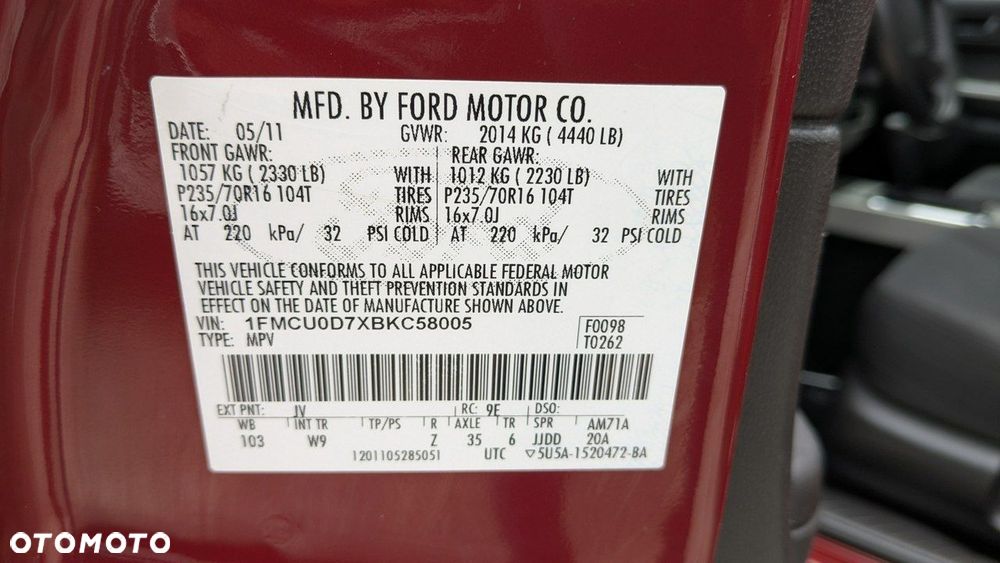 MFD. BY FORD MOTOR CO.
DATE: 05/11 GVWR: 2014 KG ( 4440 LB)
FRONT GAWR: REAR GAWR:
1057 KG ( 2330 LB) WITH 1012 KG ( 2230 LB) WITH
P235/70R16 104T TIRES P235/70R16 104T TIRES
16x7.0J RIMS 16x7.0J RIMS
AT 220 kPa/ 32 PSI COLD AT 220 kPa/ 32 PSI COLD
THIS VEHICLE CONFORMS TO ALL APPLICABLE FEDERAL MOTOR
VEHICLE SAFETY AND THEFT PREVENTION STANDARDS IN
EFFECT ON THE DATE OF MANUFACTURE SHOWN ABOVE.
VIN: 1FMCU0D7XBKC58005 F0098
TYPE: MPV T0262
EXT PNT: JV RC: 9E DSO:
WB INT TR TP/PS R AXLE TR SPR AM71A
103 W9 Z 35 6 JJDD 20A
1201105285051 UTC ▽5U5A-1520472-BA
OTOMOTO